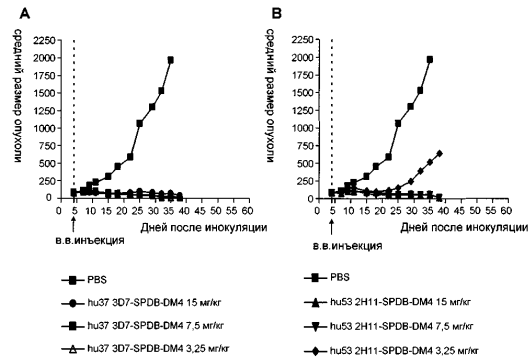 A
средний размер опухоли
2250
2000
1750
1500
1250
1000
750
500
250
0
0 5 10 15 20 25 30 35 40 45 50 55 60
Дней после инокуляции
в.в.инъекция
PBS
hu37 3D7-SPDB-DM4 15 мг/кг
hu37 3D7-SPDB-DM4 7,5 мг/кг
hu37 3D7-SPDB-DM4 3,25 мг/кг
B
средний размер опухоли
2250
2000
1750
1500
1250
1000
750
500
250
0
0 5 10 15 20 25 30 35 40 45 50 55 60
Дней после инокуляции
в.в.инъекция
PBS
hu53 2H11-SPDB-DM4 15 мг/кг
hu53 2H11-SPDB-DM4 7,5 мг/кг
hu53 2H11-SPDB-DM4 3,25 мг/кг